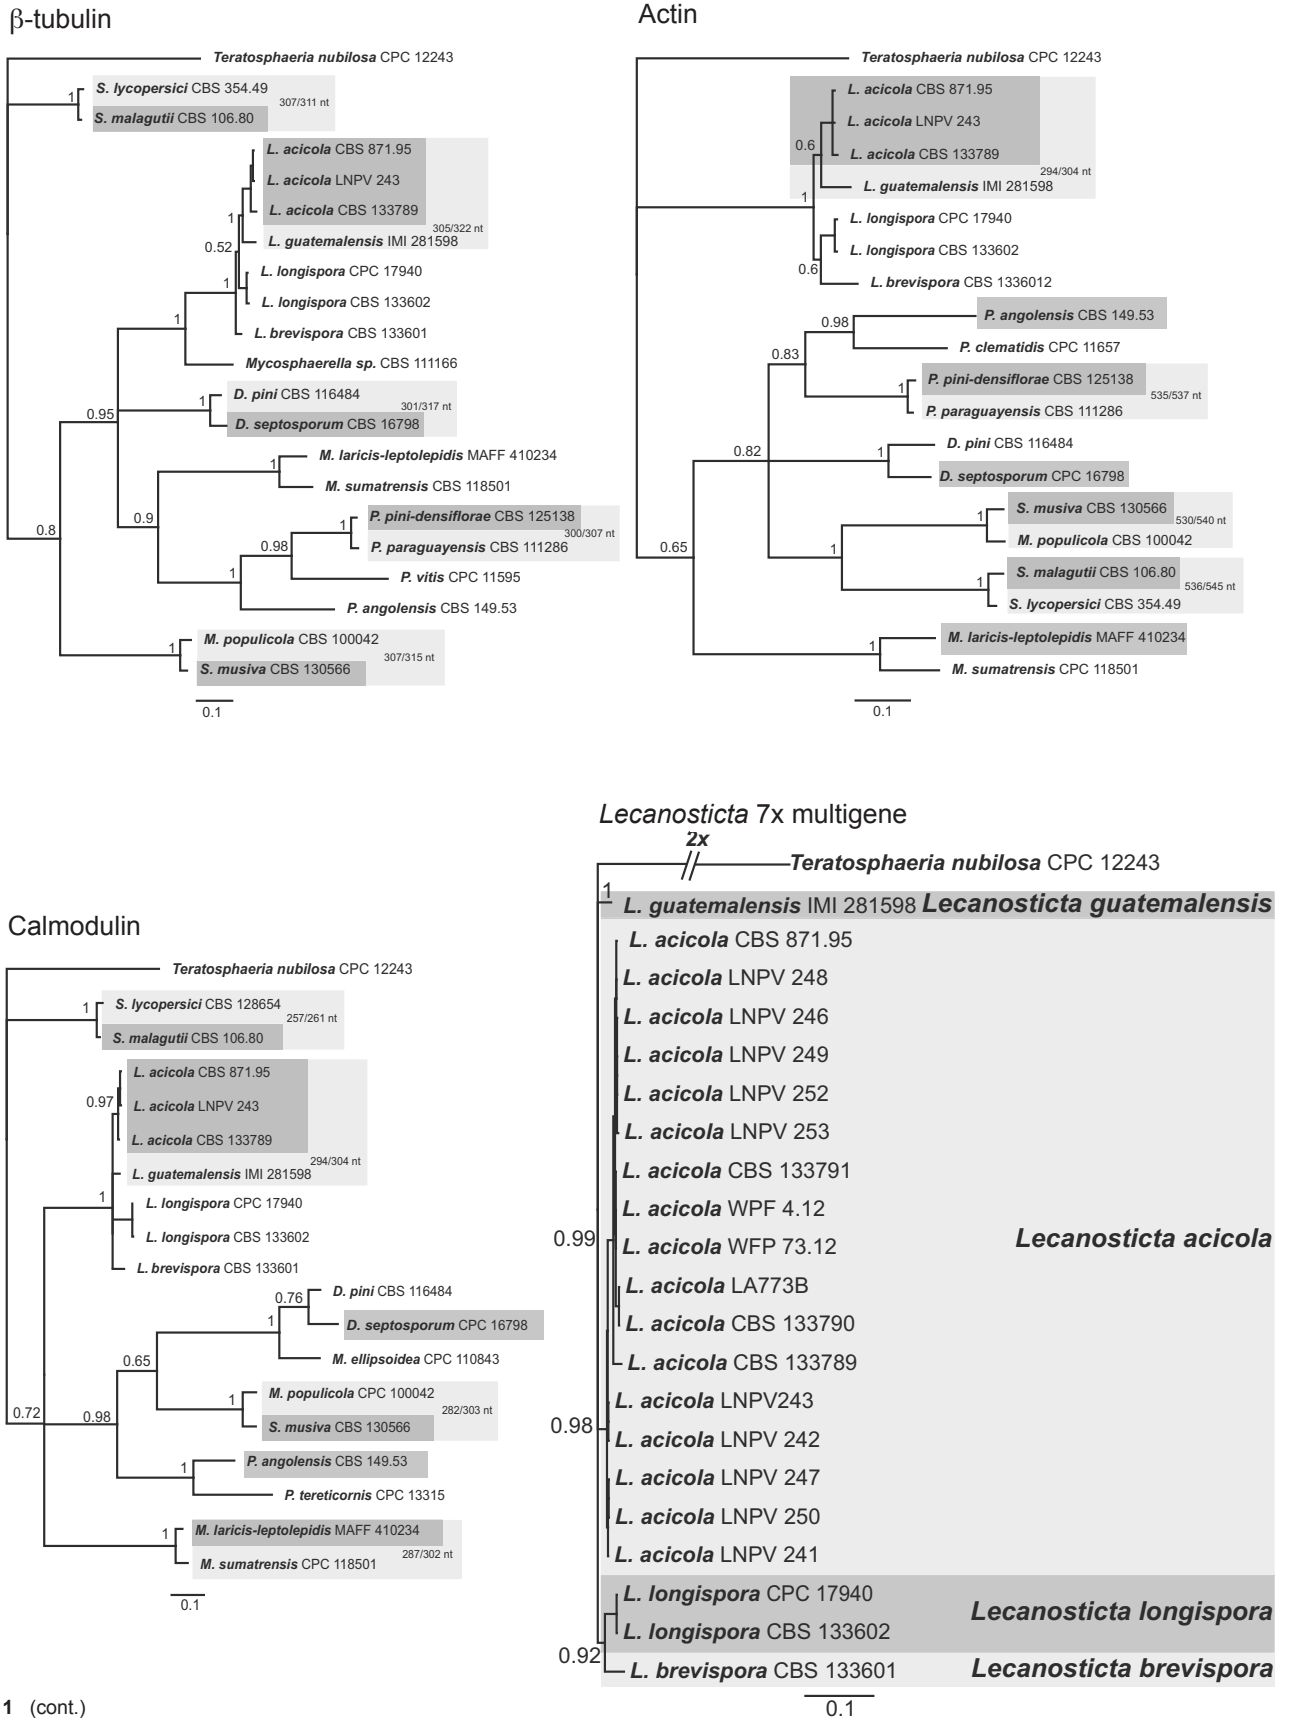 β-tubulin
Teratosphaeria nubilosa CPC 12243
S. lycopersici CBS 354.49
1
307/311 nt
S. malagutii CBS 106.80
L. acicola CBS 871.95
L. acicola LNPV 243
L. acicola CBS 133789
1
305/322 nt
L. guatemalensis IMI 281598
0.52
L. longispora CPC 17940
1
L. longispora CBS 133602
1
L. brevispora CBS 133601
Mycosphaerella sp. CBS 111166
D. pini CBS 116484
1
301/317 nt
0.95
D. septosporum CBS 16798
M. laricis-leptolepidis MAFF 410234
1
M. sumatrensis CBS 118501
0.9
P. pini-densiflorae CBS 125138
1
300/307 nt
0.8
0.98
P. paraguayensis CBS 111286
1
P. vitis CPC 11595
P. angolensis CBS 149.53
M. populicola CBS 100042
1
307/315 nt
S. musiva CBS 130566
0.1
Actin
Teratosphaeria nubilosa CPC 12243
L. acicola CBS 871.95
L. acicola LNPV 243
0.6
L. acicola CBS 133789
294/304 nt
L. guatemalensis IMI 281598
1
L. longispora CPC 17940
L. longispora CBS 133602
0.6
L. brevispora CBS 1336012
P. angolensis CBS 149.53
0.98
P. clematidis CPC 11657
0.83
P. pini-densiflorae CBS 125138
1
535/537 nt
P. paraguayensis CBS 111286
D. pini CBS 116484
0.82
1
D. septosporum CPC 16798
S. musiva CBS 130566
1
530/540 nt
M. populicola CBS 100042
0.65
1
S. malagutii CBS 106.80
1
536/545 nt
S. lycopersici CBS 354.49
M. laricis-leptolepidis MAFF 410234
1
M. sumatrensis CPC 118501
0.1
Calmodulin
Teratosphaeria nubilosa CPC 12243
S. lycopersici CBS 128654
1
257/261 nt
S. malagutii CBS 106.80
L. acicola CBS 871.95
0.97
L. acicola LNPV 243
L. acicola CBS 133789
294/304 nt
L. guatemalensis IMI 281598
1
L. longispora CPC 17940
L. longispora CBS 133602
L. brevispora CBS 133601
D. pini CBS 116484
0.76
1
D. septosporum CPC 16798
M. ellipsoidea CPC 110843
0.65
M. populicola CPC 100042
1
282/303 nt
0.72
0.98
S. musiva CBS 130566
P. angolensis CBS 149.53
1
P. tereticornis CPC 13315
M. laricis-leptolepidis MAFF 410234
1
287/302 nt
M. sumatrensis CPC 118501
0.1
Lecanosticta 7x multigene
2x
Teratosphaeria nubilosa CPC 12243
1
L. guatemalensis IMI 281598 Lecanosticta guatemalensis
L. acicola CBS 871.95
L. acicola LNPV 248
L. acicola LNPV 246
L. acicola LNPV 249
L. acicola LNPV 252
L. acicola LNPV 253
L. acicola CBS 133791
L. acicola WPF 4.12
0.99
Lecanosticta acicola
L. acicola WFP 73.12
L. acicola LA773B
L. acicola CBS 133790
L. acicola CBS 133789
L. acicola LNPV243
0.98
L. acicola LNPV 242
L. acicola LNPV 247
L. acicola LNPV 250
L. acicola LNPV 241
L. longispora CPC 17940
Lecanosticta longispora
L. longispora CBS 133602
0.92
L. brevispora CBS 133601 Lecanosticta brevispora
0.1
1 (cont.)